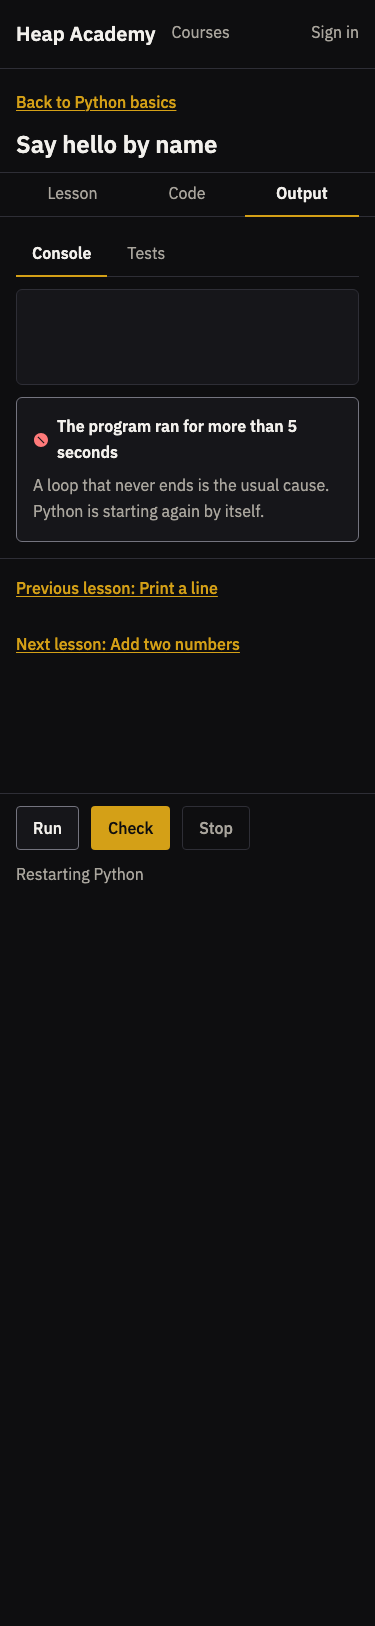 Heap Academy Courses Sign in
Back to Python basics
Say hello by name
Lesson Code Output
Console Tests
The program ran for more than 5
seconds
A loop that never ends is the usual cause.
Python is starting again by itself.
Previous lesson: Print a line
Next lesson: Add two numbers
Run Check Stop
Restarting Python